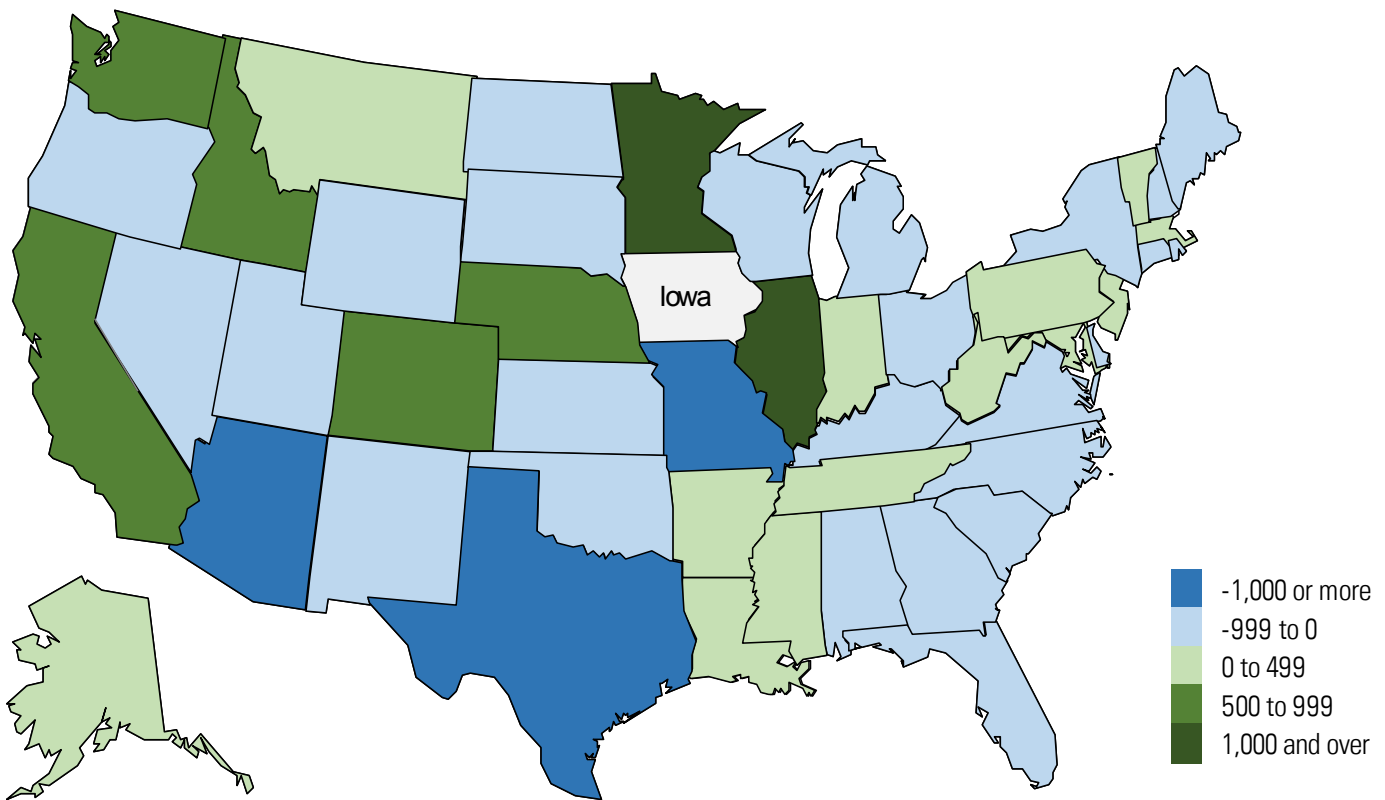 Iowa
-1,000 or more
-999 to 0
0 to 499
500 to 999
1,000 and over